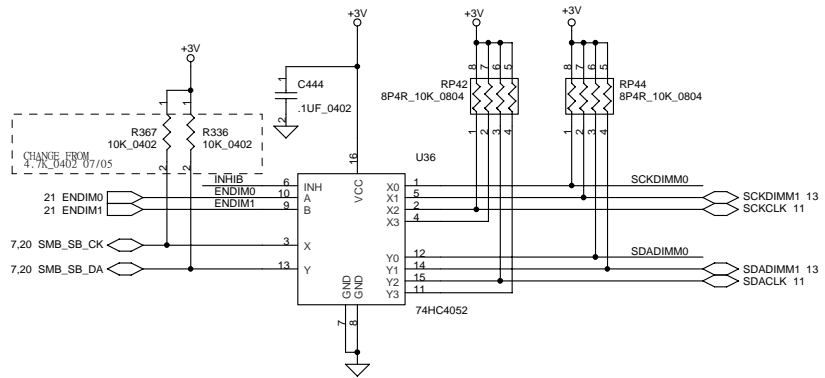 +3V
+3V
+3V
+3V
C444
.1UF_0402
1
2
8
7
6
5
RP42
8P4R_10K_0804
1
2
3
4
8
7
6
5
RP44
8P4R_10K_0804
1
2
3
4
1
1
R367
10K_0402
R336
10K_0402
2
2
CHANGE FROM
4.7K_0402 07/05
U36
16
VCC
INHIB
6
INH
21 ENDIM0
ENDIM0
10
A
21 ENDIM1
ENDIM1
9
B
7,20 SMB_SB_CK
3
X
7,20 SMB_SB_DA
13
Y
X0
1
SCKDIMM0
X1
5
SCKDIMM1 13
X2
2
SCKCLK 11
X3
4
Y0
12
SDADIMM0
Y1
14
SDADIMM1 13
Y2
15
SDACLK 11
Y3
11
GND
GND
7
8
74HC4052